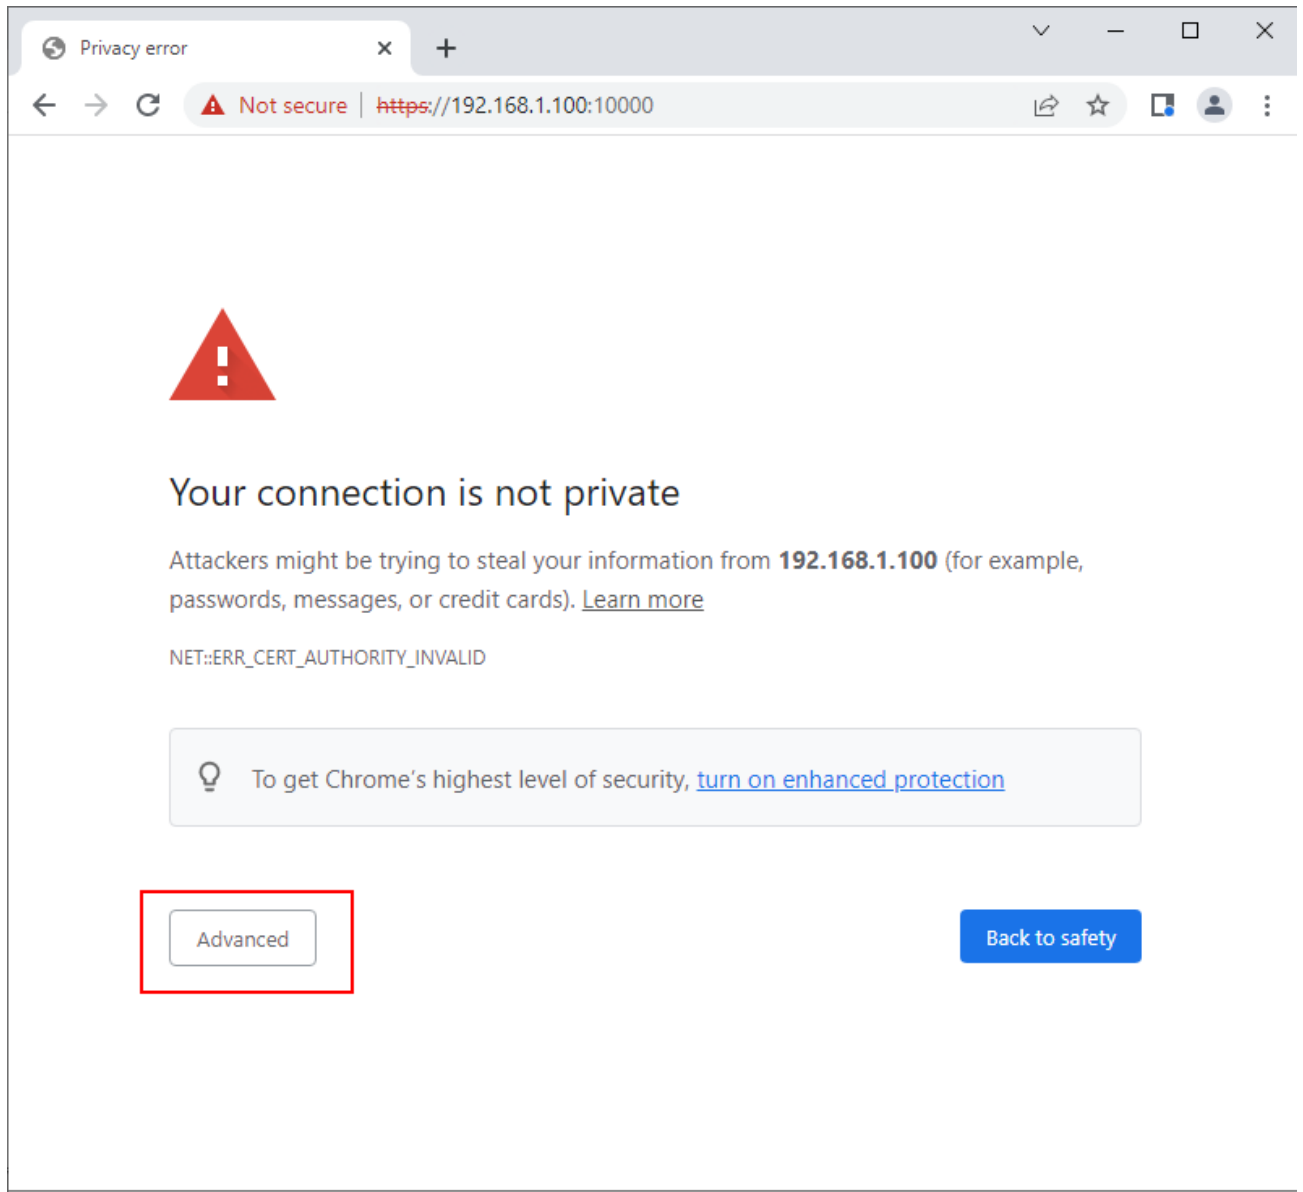 Privacy error
Not secure | https://192.168.1.100:10000
Your connection is not private
Attackers might be trying to steal your information from 192.168.1.100 (for example,
passwords, messages, or credit cards). Learn more
NET::ERR_CERT_AUTHORITY_INVALID
To get Chrome's highest level of security, turn on enhanced protection
Advanced
Back to safety